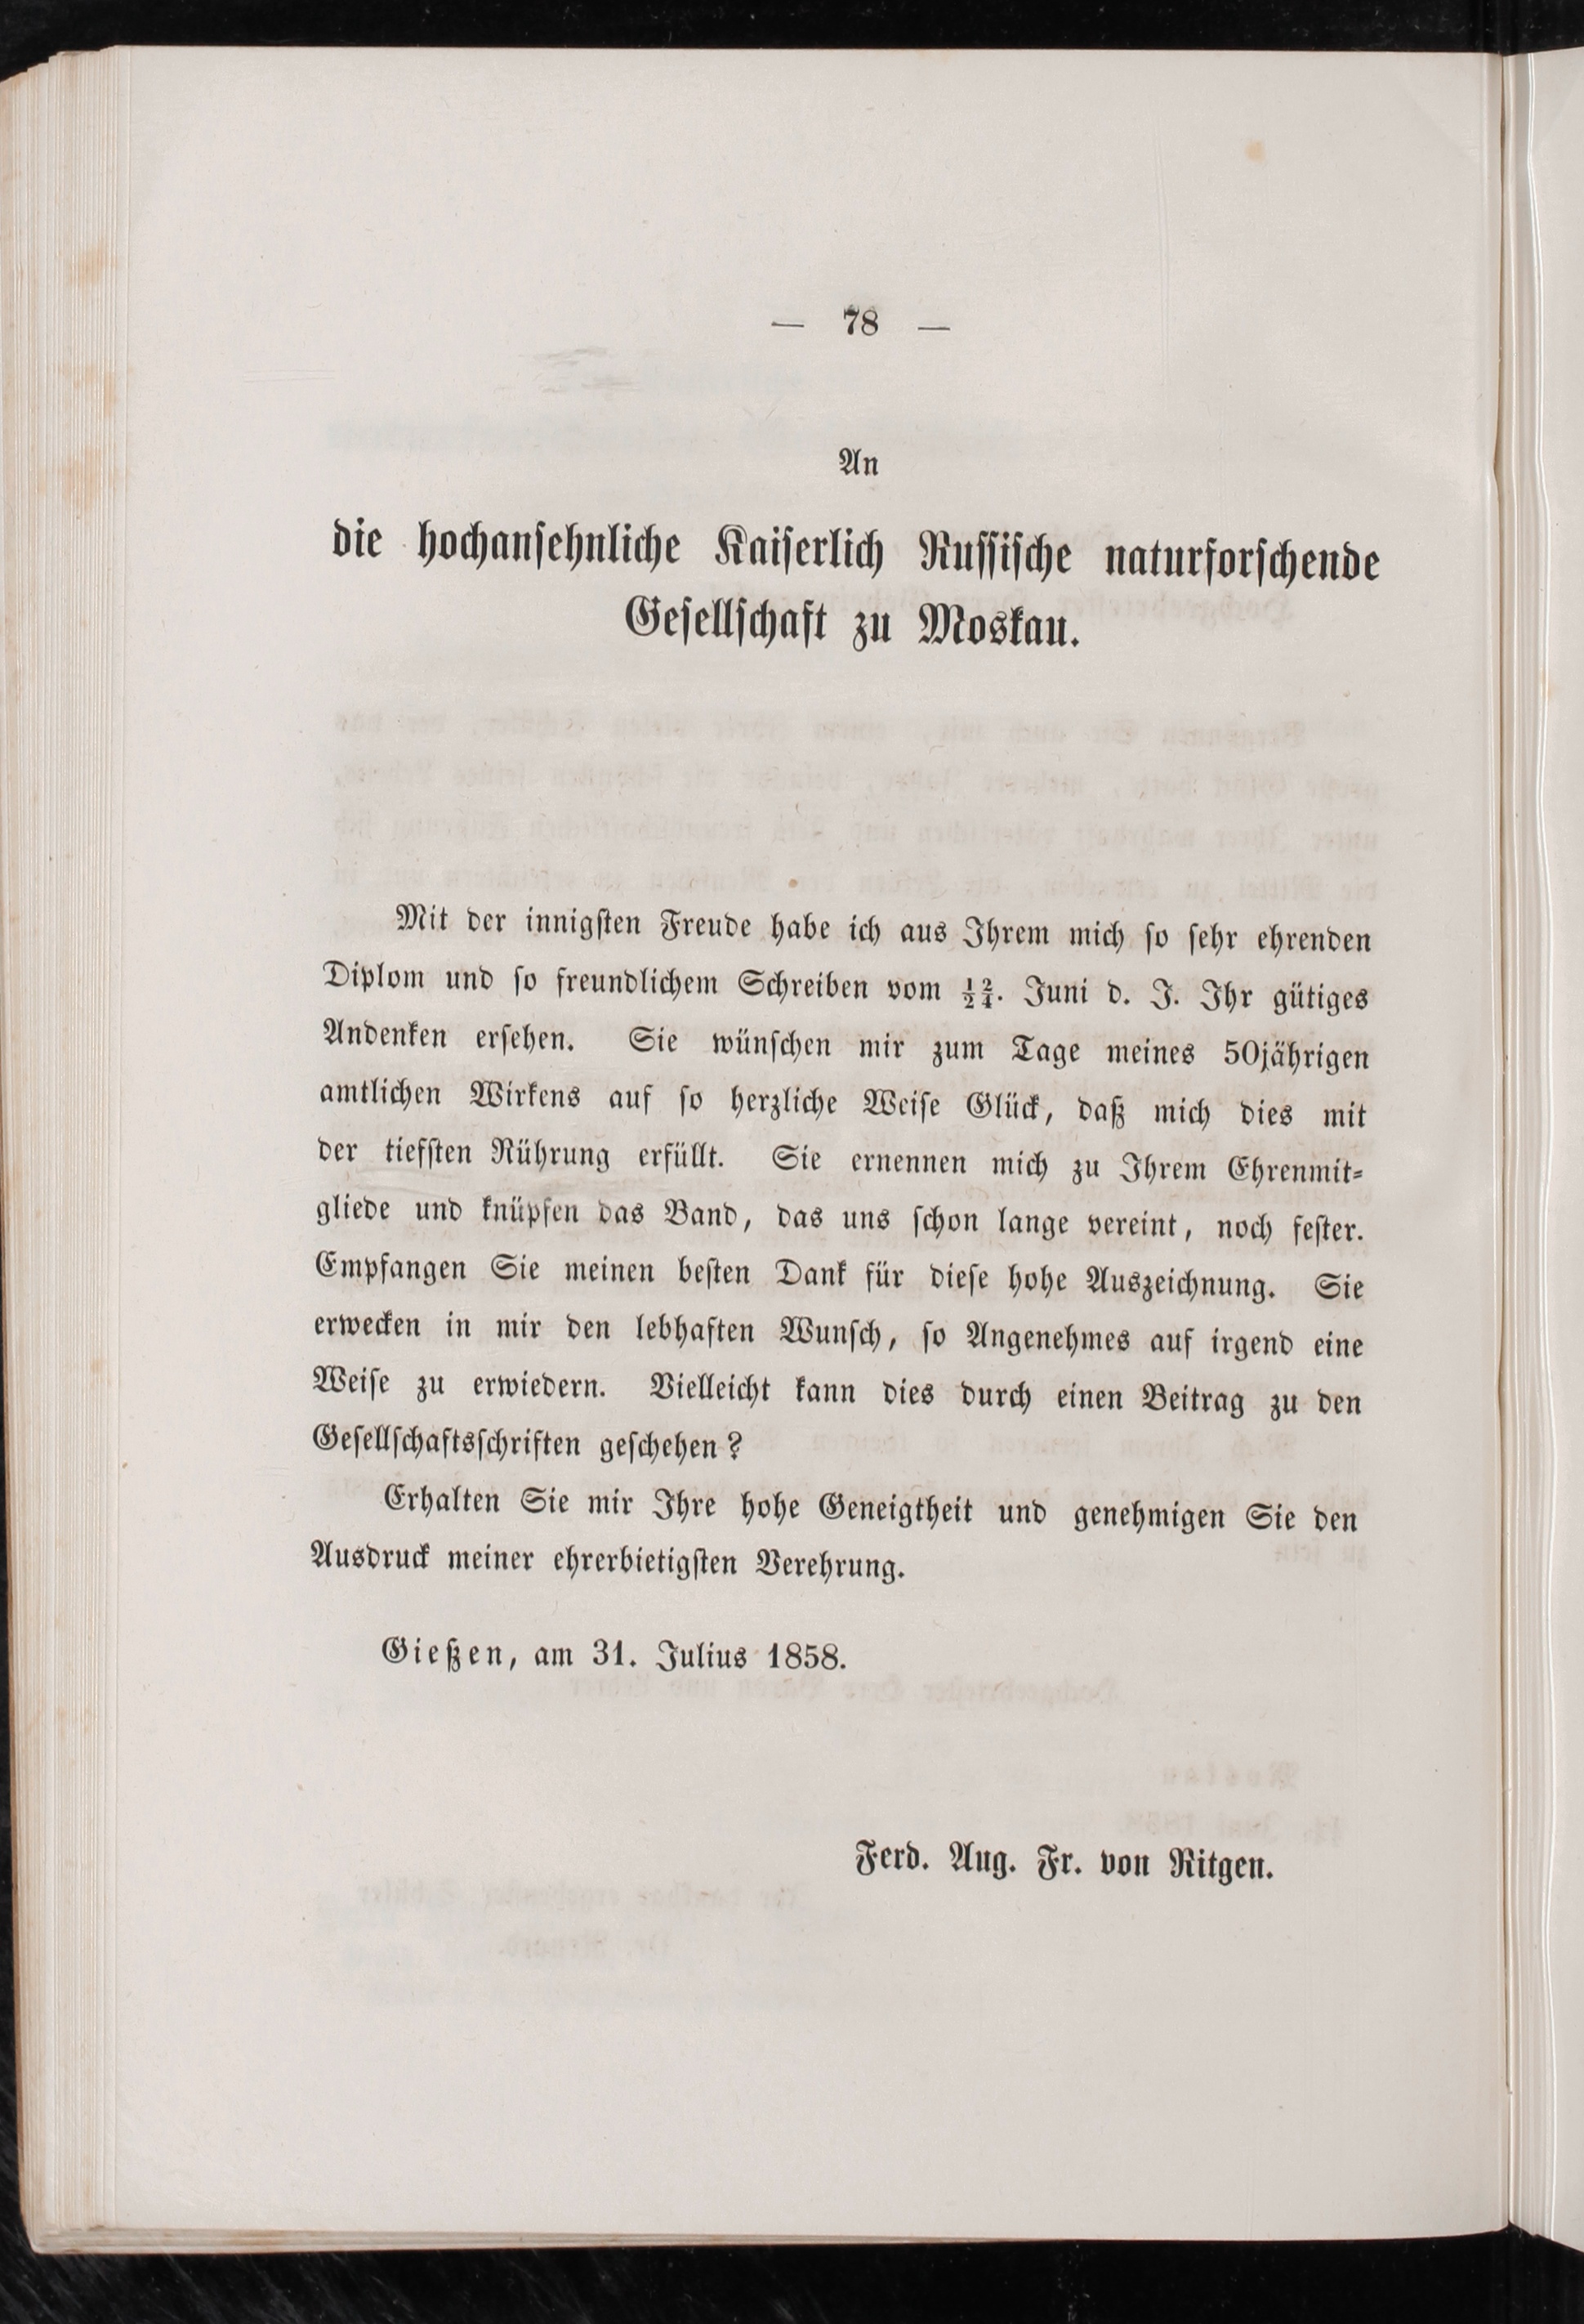 — 78 —
An
die hochansehnliche Kaiserlich Russische naturforschende
Gesellschaft zu Moskau.
Mit der innigsten Freude habe ich aus Ihrem mich so sehr ehrenden
Diplom und so freundlichem Schreiben vom 12/24. Juni d. J. Ihr gütiges
Andenken ersehen. Sie wünschen mir zum Tage meines 50jährigen
amtlichen Wirkens auf so herzliche Weise Glück, daß mich dies mit
der tiefsten Rührung erfüllt. Sie ernennen mich zu Ihrem Ehrenmit-
gliede und knüpfen das Band, das uns schon lange vereint, noch fester.
Empfangen Sie meinen besten Dank für diese hohe Auszeichnung. Sie
erwecken in mir den lebhaften Wunsch, so Angenehmes auf irgend eine
Weise zu erwiedern. Vielleicht kann dies durch einen Beitrag zu den
Gesellschaftsschriften geschehen?
Erhalten Sie mir Ihre hohe Geneigtheit und genehmigen Sie den
Ausdruck meiner ehrerbietigsten Verehrung.
Gießen, am 31. Julius 1858.
Ferd. Aug. Fr. von Ritgen.